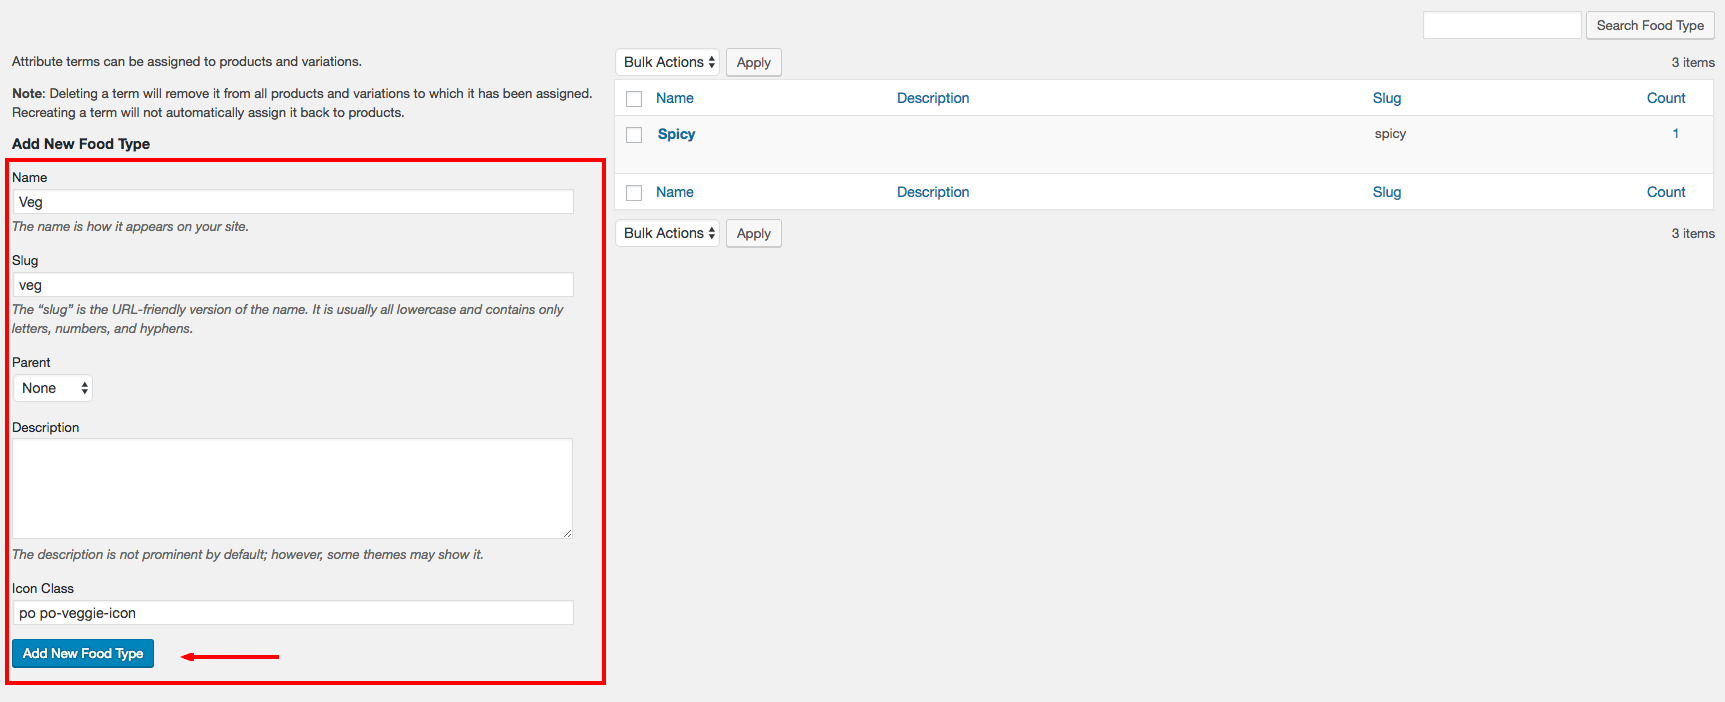 Search Food Type
Attribute terms can be assigned to products and variations.
Note: Deleting a term will remove it from all products and variations to which it has been assigned.
Recreating a term will not automatically assign it back to products.
Add New Food Type
Name
Veg
The name is how it appears on your site.
Slug
veg
The “slug” is the URL-friendly version of the name. It is usually all lowercase and contains only
letters, numbers, and hyphens.
Parent
None
Description
The description is not prominent by default; however, some themes may show it.
Icon Class
po po-veggie-icon
Add New Food Type
Bulk Actions Apply 3 items
Name Description Slug Count
Spicy spicy 1
Name Description Slug Count
Bulk Actions Apply 3 items